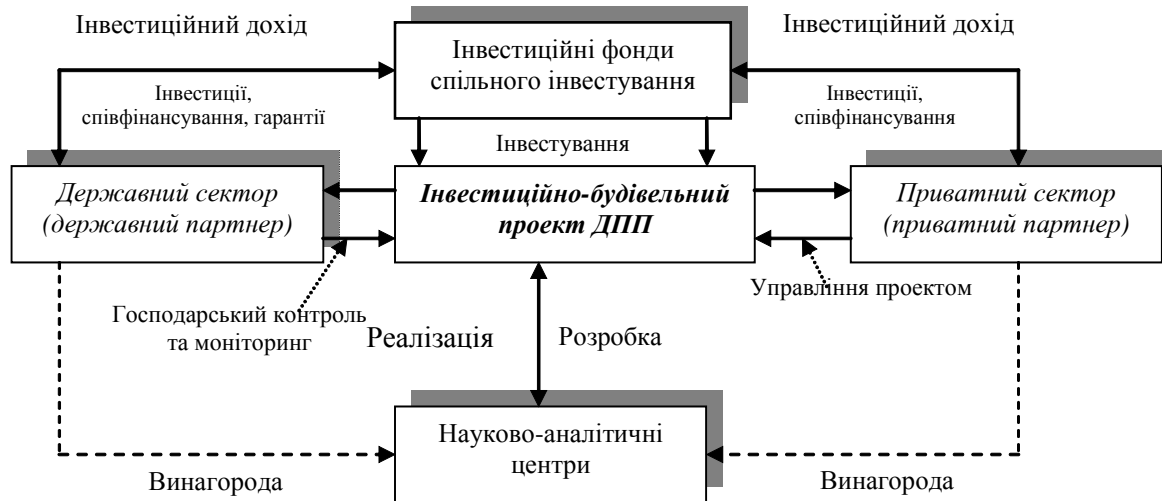 Інвестиційний дохід
Інвестиційні фонди
спільного інвестування
Інвестиційний дохід
Інвестиції,
співфінансування, гарантії
Інвестиції,
співфінансування
Інвестування
Державний сектор
(державний партнер)
Інвестиційно-будівельний
проект ДПП
Приватний сектор
(приватний партнер)
Господарський контроль
та моніторинг
Управління проектом
Реалізація
Розробка
Науково-аналітичні
центри
Винагорода
Винагорода